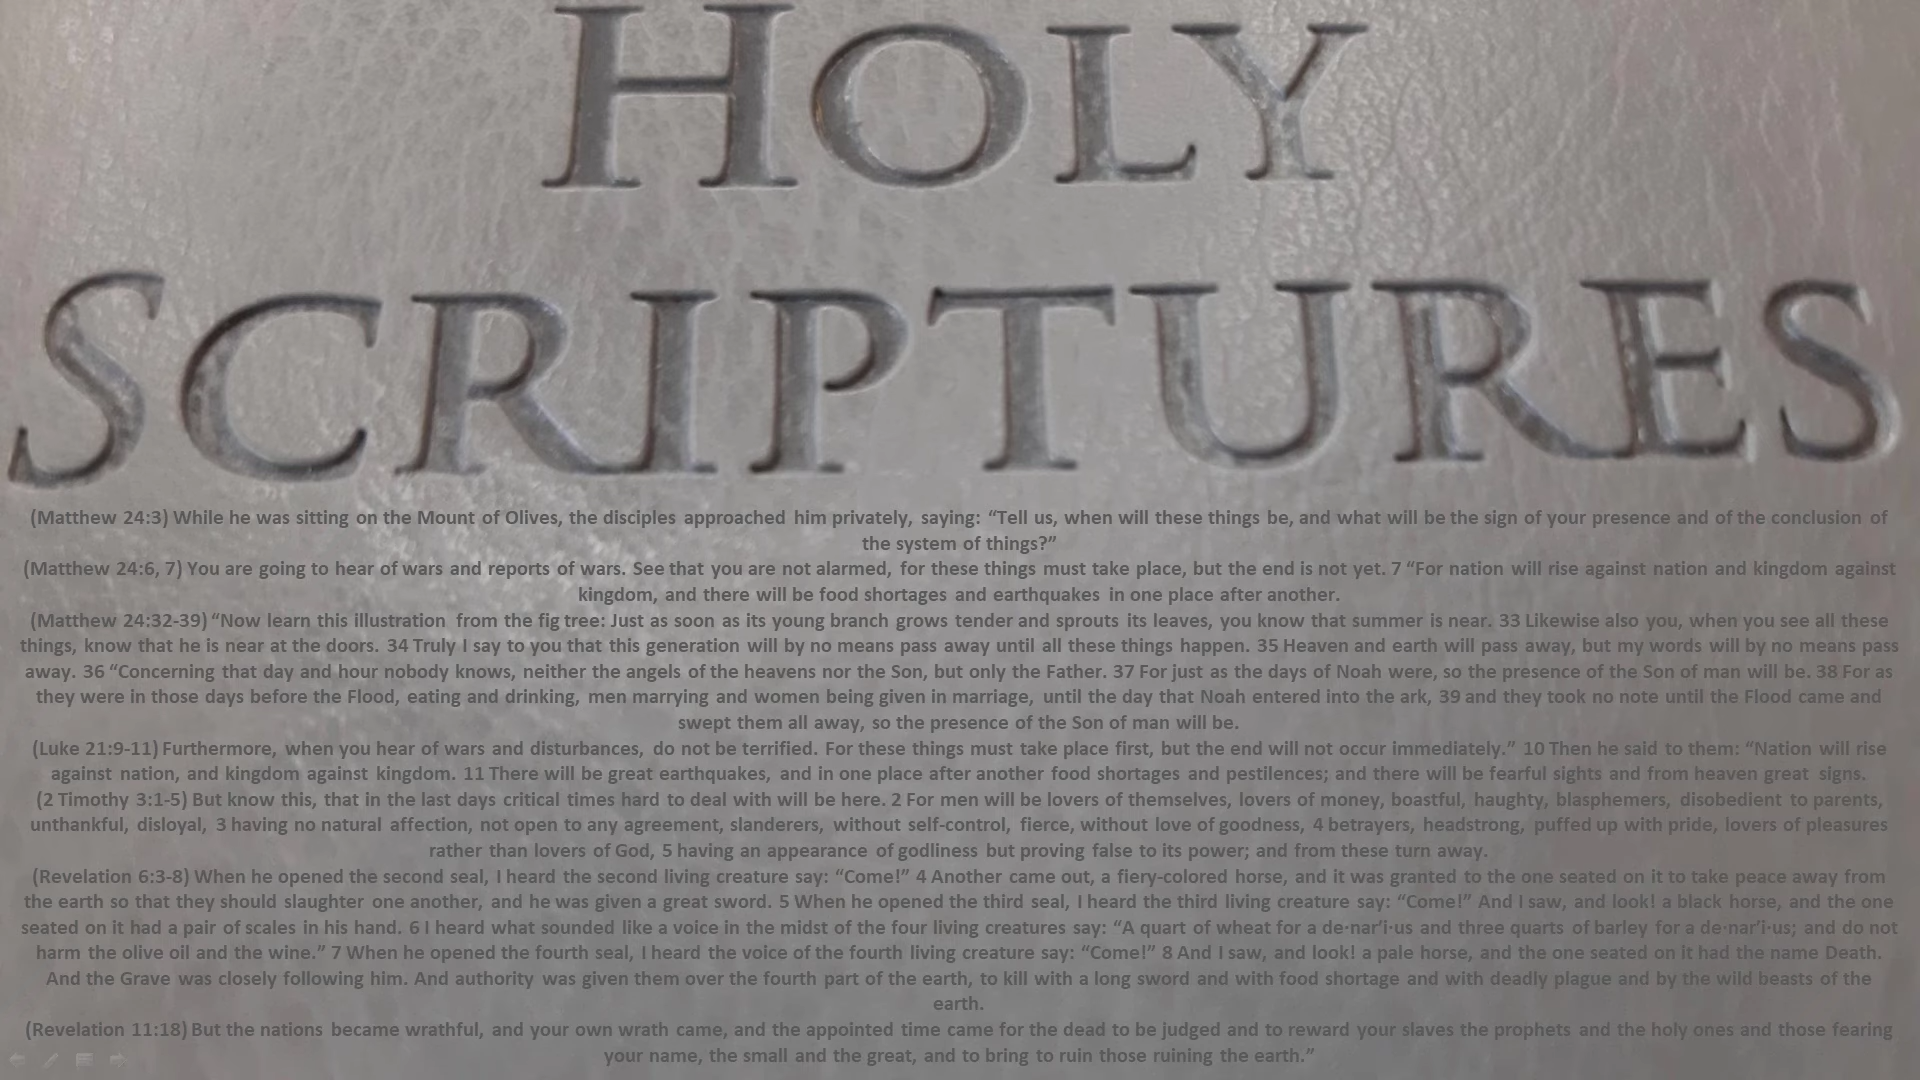 HOLY
SCRIPTURES
(Matthew 24:3) While he was sitting on the Mount of Olives, the disciples approached him privately, saying: “Tell us, when will these things be, and what will be the sign of your presence and of the conclusion of
the system of things?”
(Matthew 24:6, 7) You are going to hear of wars and reports of wars. See that you are not alarmed, for these things must take place, but the end is not yet. 7 “For nation will rise against nation and kingdom against
kingdom, and there will be food shortages and earthquakes in one place after another.
(Matthew 24:32-39) “Now learn this illustration from the fig tree: Just as soon as its young branch grows tender and sprouts its leaves, you know that summer is near. 33 Likewise also you, when you see all these
things, know that he is near at the doors. 34 Truly I say to you that this generation will by no means pass away until all these things happen. 35 Heaven and earth will pass away, but my words will by no means pass
away. 36 “Concerning that day and hour nobody knows, neither the angels of the heavens nor the Son, but only the Father. 37 For just as the days of Noah were, so the presence of the Son of man will be. 38 For as
they were in those days before the Flood, eating and drinking, men marrying and women being given in marriage, until the day that Noah entered into the ark, 39 and they took no note until the Flood came and
swept them all away, so the presence of the Son of man will be.
(Luke 21:9-11) Furthermore, when you hear of wars and disturbances, do not be terrified. For these things must take place first, but the end will not occur immediately.” 10 Then he said to them: “Nation will rise
against nation, and kingdom against kingdom. 11 There will be great earthquakes, and in one place after another food shortages and pestilences; and there will be fearful sights and from heaven great signs.
(2 Timothy 3:1-5) But know this, that in the last days critical times hard to deal with will be here. 2 For men will be lovers of themselves, lovers of money, boastful, haughty, blasphemers, disobedient to parents,
unthankful, disloyal, 3 having no natural affection, not open to any agreement, slanderers, without self-control, fierce, without love of goodness, 4 betrayers, headstrong, puffed up with pride, lovers of pleasures
rather than lovers of God, 5 having an appearance of godliness but proving false to its power; and from these turn away.
(Revelation 6:3-8) When he opened the second seal, I heard the second living creature say: “Come!” 4 Another came out, a fiery-colored horse, and it was granted to the one seated on it to take peace away from
the earth so that they should slaughter one another, and he was given a great sword. 5 When he opened the third seal, I heard the third living creature say: “Come!” And I saw, and look! a black horse, and the one
seated on it had a pair of scales in his hand. 6 I heard what sounded like a voice in the midst of the four living creatures say: “A quart of wheat for a de·narʹi·us and three quarts of barley for a de·narʹi·us; and do not
harm the olive oil and the wine.” 7 When he opened the fourth seal, I heard the voice of the fourth living creature say: “Come!” 8 And I saw, and look! a pale horse, and the one seated on it had the name Death.
And the Grave was closely following him. And authority was given them over the fourth part of the earth, to kill with a long sword and with food shortage and with deadly plague and by the wild beasts of the
earth.
(Revelation 11:18) But the nations became wrathful, and your own wrath came, and the appointed time came for the dead to be judged and to reward your slaves the prophets and the holy ones and those fearing
your name, the small and the great, and to bring to ruin those ruining the earth.”